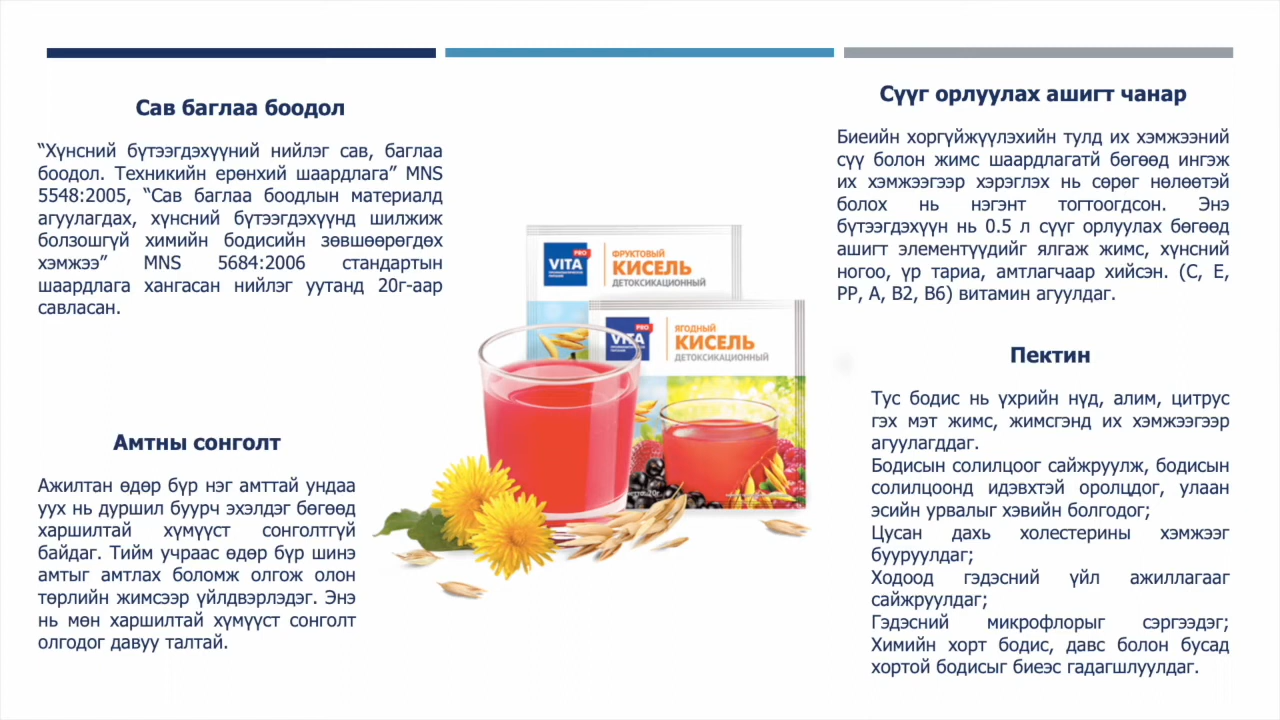 Сав баглаа боодол
“Хүнсний бүтээгдэхүүний нийлэг сав, баглаа
боодол. Техникийн ерөнхий шаардлага” MNS
5548:2005, “Сав баглаа боодлын материалд
агуулагдах, хүнсний бүтээгдэхүүнд шилжиж
болзошгүй химийн бодисийн зөвшөөрөгдөх
хэмжээ” MNS 5684:2006 стандартын
шаардлага хангасан нийлэг уутанд 20г-аар
савласан.
Амтны сонголт
Ажилтан өдөр бүр нэг амттай ундаа
уух нь дуршил буурч эхэлдэг бөгөөд
харшилтай хүмүүст сонголтгүй
байдаг. Тийм учраас өдөр бүр шинэ
амтыг амтлах боломж олгож олон
төрлийн жимсээр үйлдвэрлэдэг. Энэ
нь мөн харшилтай хүмүүст сонголт
олгодог давуу талтай.
VITA PRO
ФРУКТОВЫЙ
КИСЕЛЬ
ДЕТОКСИКАЦИОННЫЙ
VITA PRO
ЯГОДНЫЙ
КИСЕЛЬ
ДЕТОКСИКАЦИОННЫЙ
Сүүг орлуулах ашигт чанар
Биеийн хоргүйжүүлэхийн тулд их хэмжээний
сүү болон жимс шаардлагатй бөгөөд ингэж
их хэмжээгээр хэрэглэх нь сөрөг нөлөөтэй
болох нь нэгэнт тогтоогдсон. Энэ
бүтээгдэхүүн нь 0.5 л сүүг орлуулах бөгөөд
ашигт элементүүдийг ялгаж жимс, хүнсний
ногоо, үр тариа, амтлагчаар хийсэн. (С, Е,
РР, А, В2, В6) витамин агуулдаг.
Пектин
Тус бодис нь үхрийн нүд, алим, цитрус
гэх мэт жимс, жимсгэнд их хэмжээгээр
агуулагддаг.
Бодисын солилцоог сайжруулж, бодисын
солилцоонд идэвхтэй оролцдог, улаан
эсийн урвалыг хэвийн болгодог;
Цусан дахь холестерины хэмжээг
бууруулдаг;
Ходоод гэдэсний үйл ажиллагааг
сайжруулдаг;
Гэдэсний микрофлорыг сэргээдэг;
Химийн хорт бодис, давс болон бусад
хортой бодисыг биеэс гадагшлуулдаг.